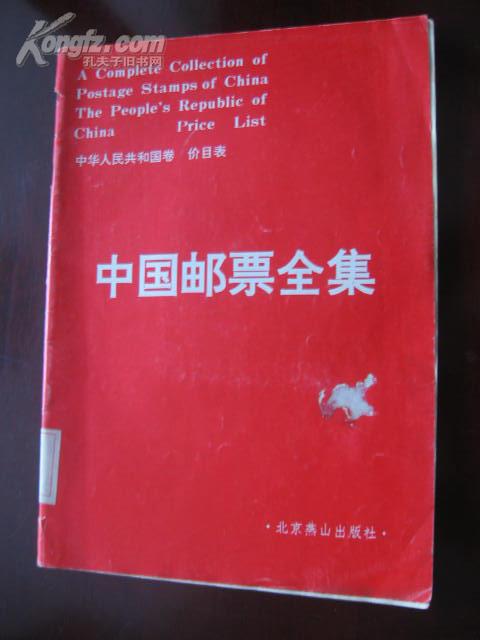 Kongfz.com
孔夫子旧书网
A Complete Collection of
Postage Stamps of China
The People's Republic of
China Price List
中华人民共和国卷 价目表
中国邮票全集
·北京燕山出版社·